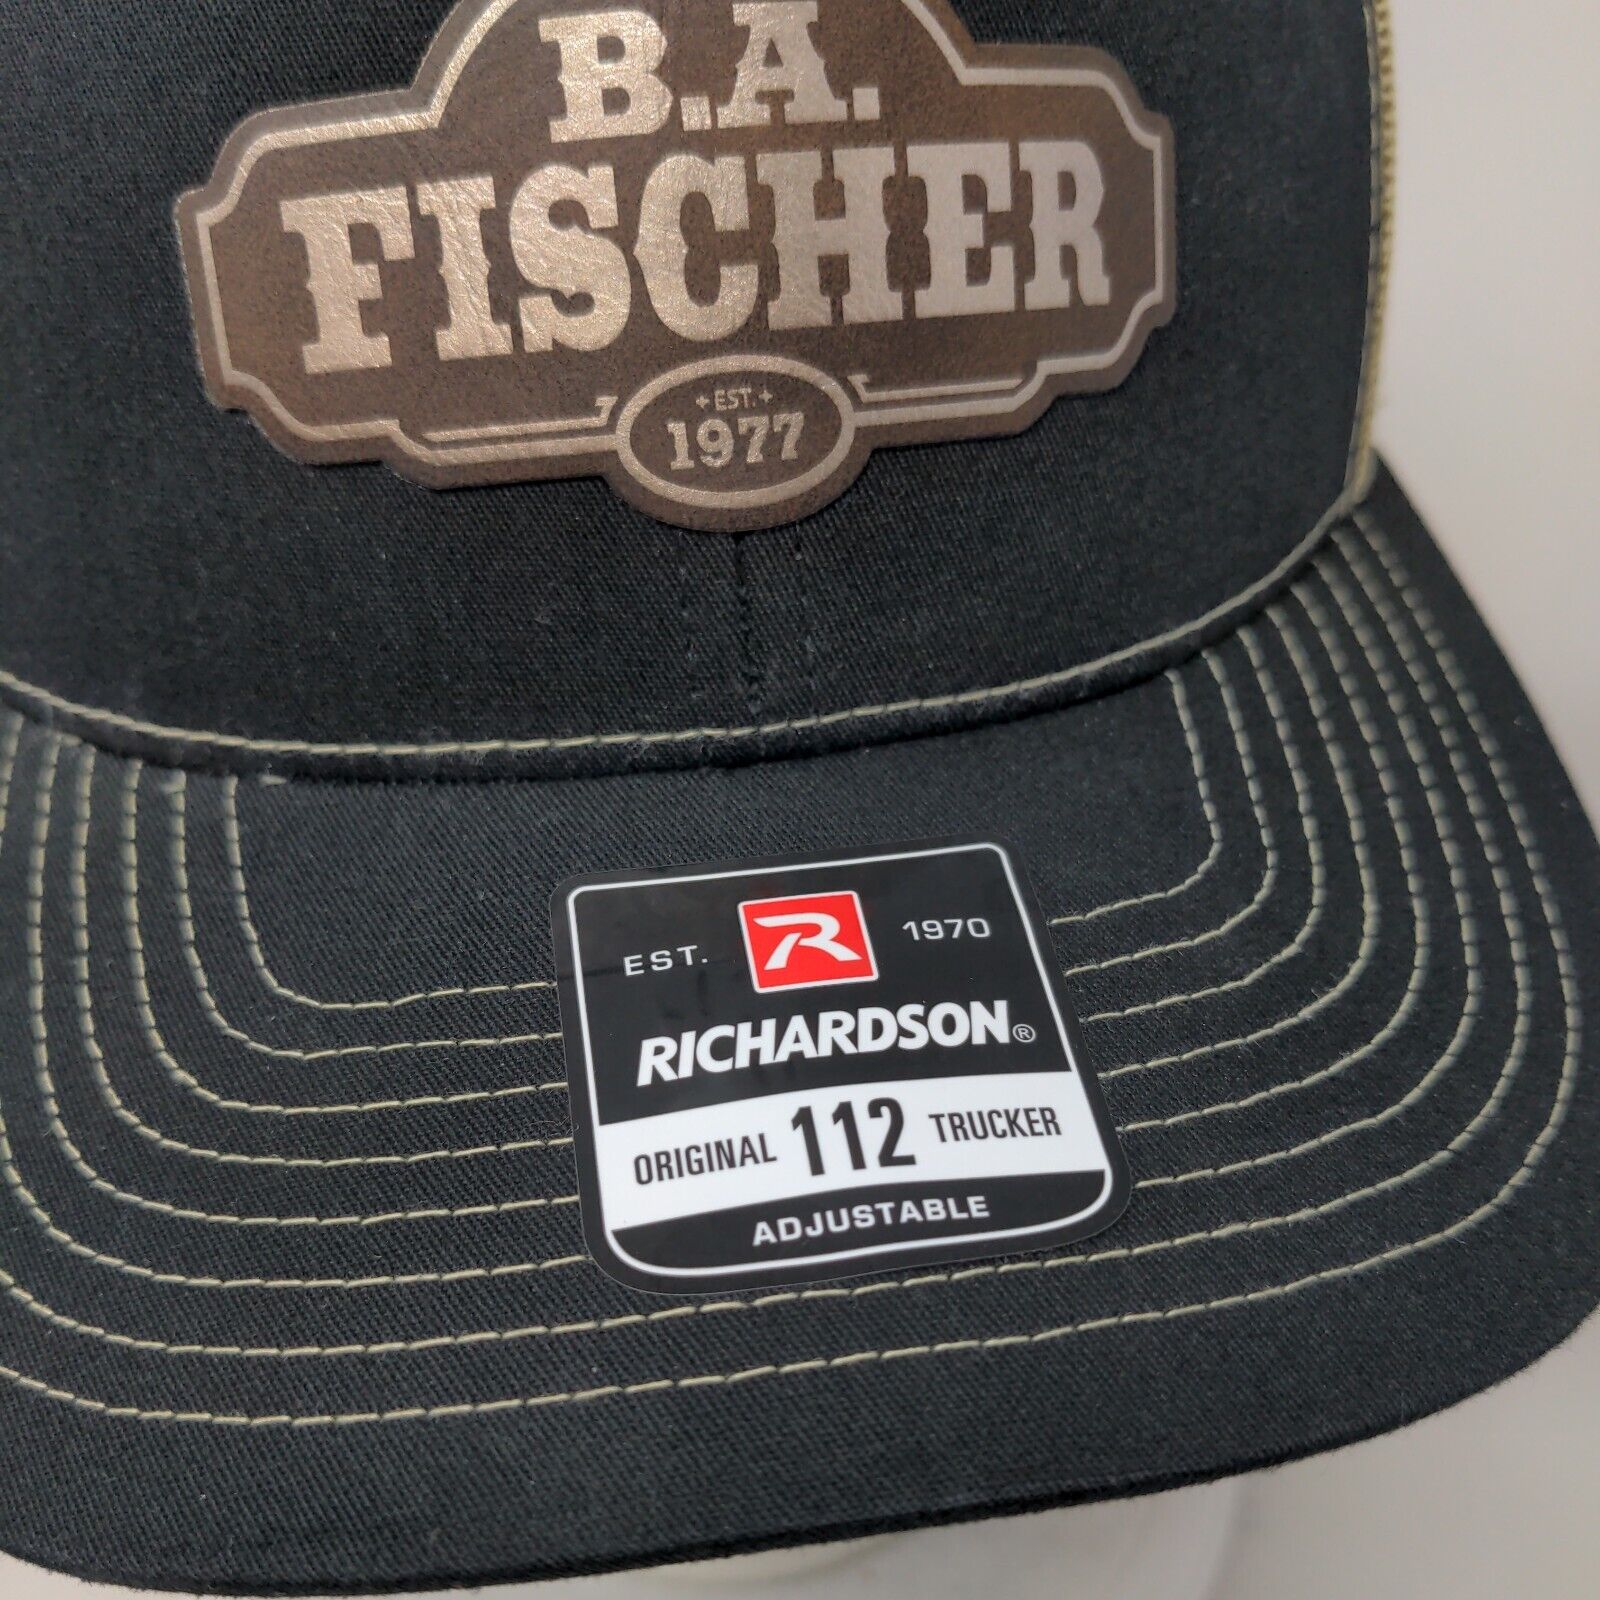 B.A.
FISCHER
+EST.+
1977
EST. R 1970
RICHARDSON®
ORIGINAL 112 TRUCKER
ADJUSTABLE